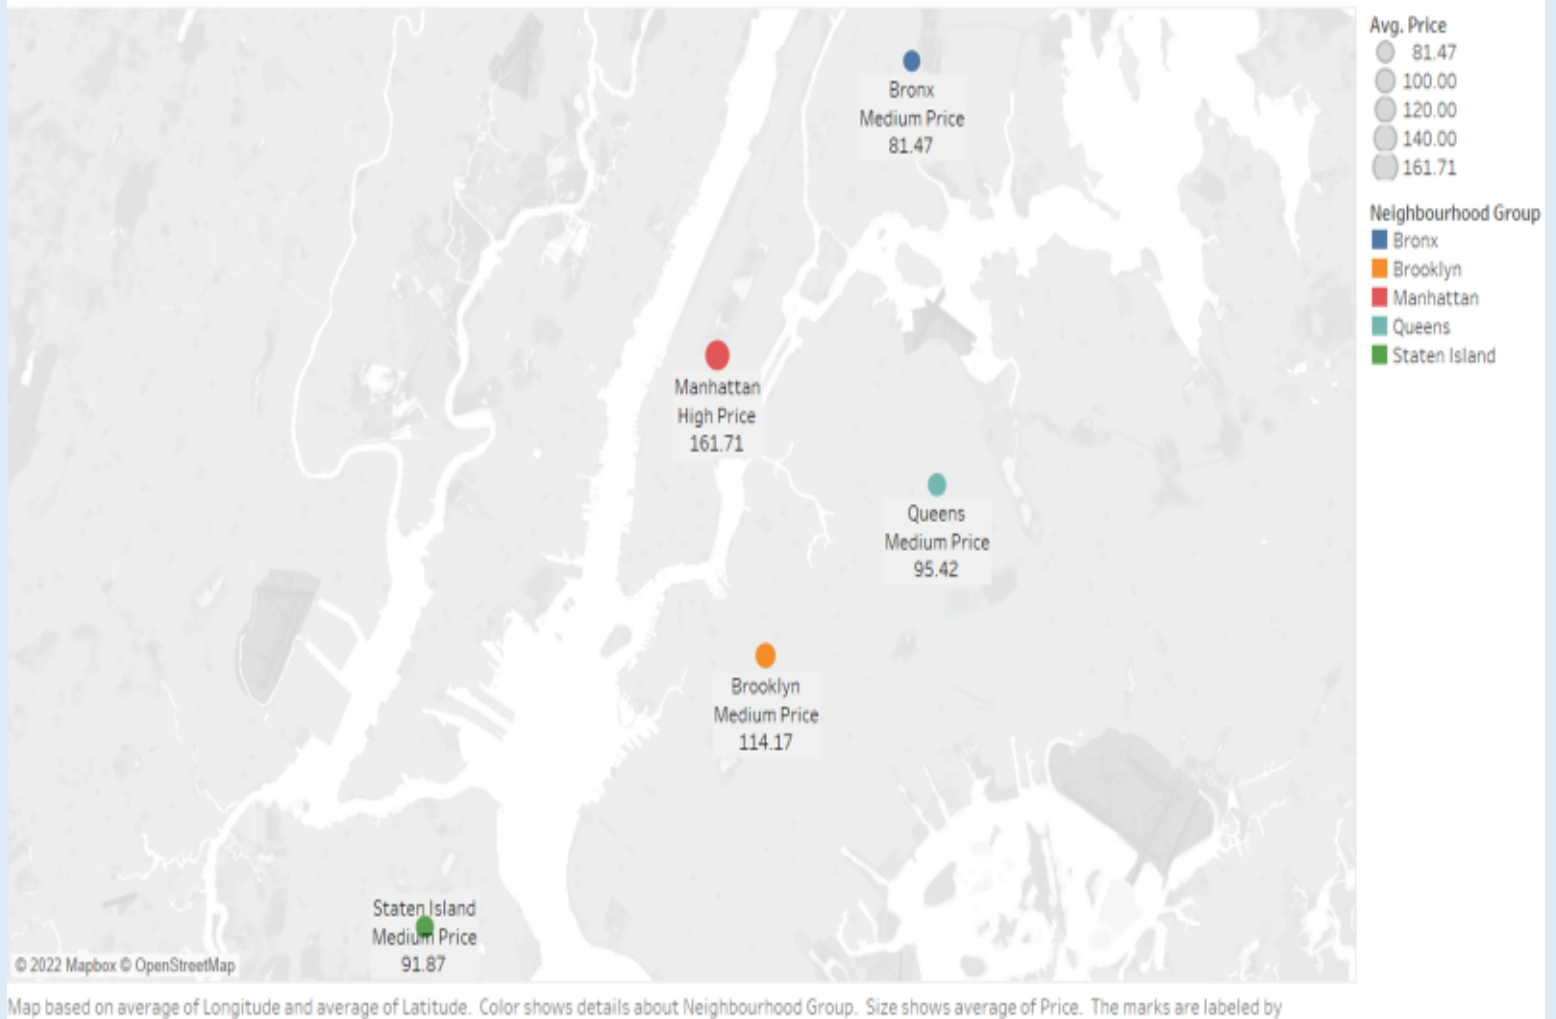 Bronx
Medium Price
81.47
Manhattan
High Price
161.71
Queens
Medium Price
95.42
Brooklyn
Medium Price
114.17
Staten Island
Medium Price
91.87
© 2022 Mapbox © OpenStreetMap
Avg. Price
81.47
100.00
120.00
140.00
161.71
Neighbourhood Group
Bronx
Brooklyn
Manhattan
Queens
Staten Island
Map based on average of Longitude and average of Latitude. Color shows details about Neighbourhood Group. Size shows average of Price. The marks are labeled by